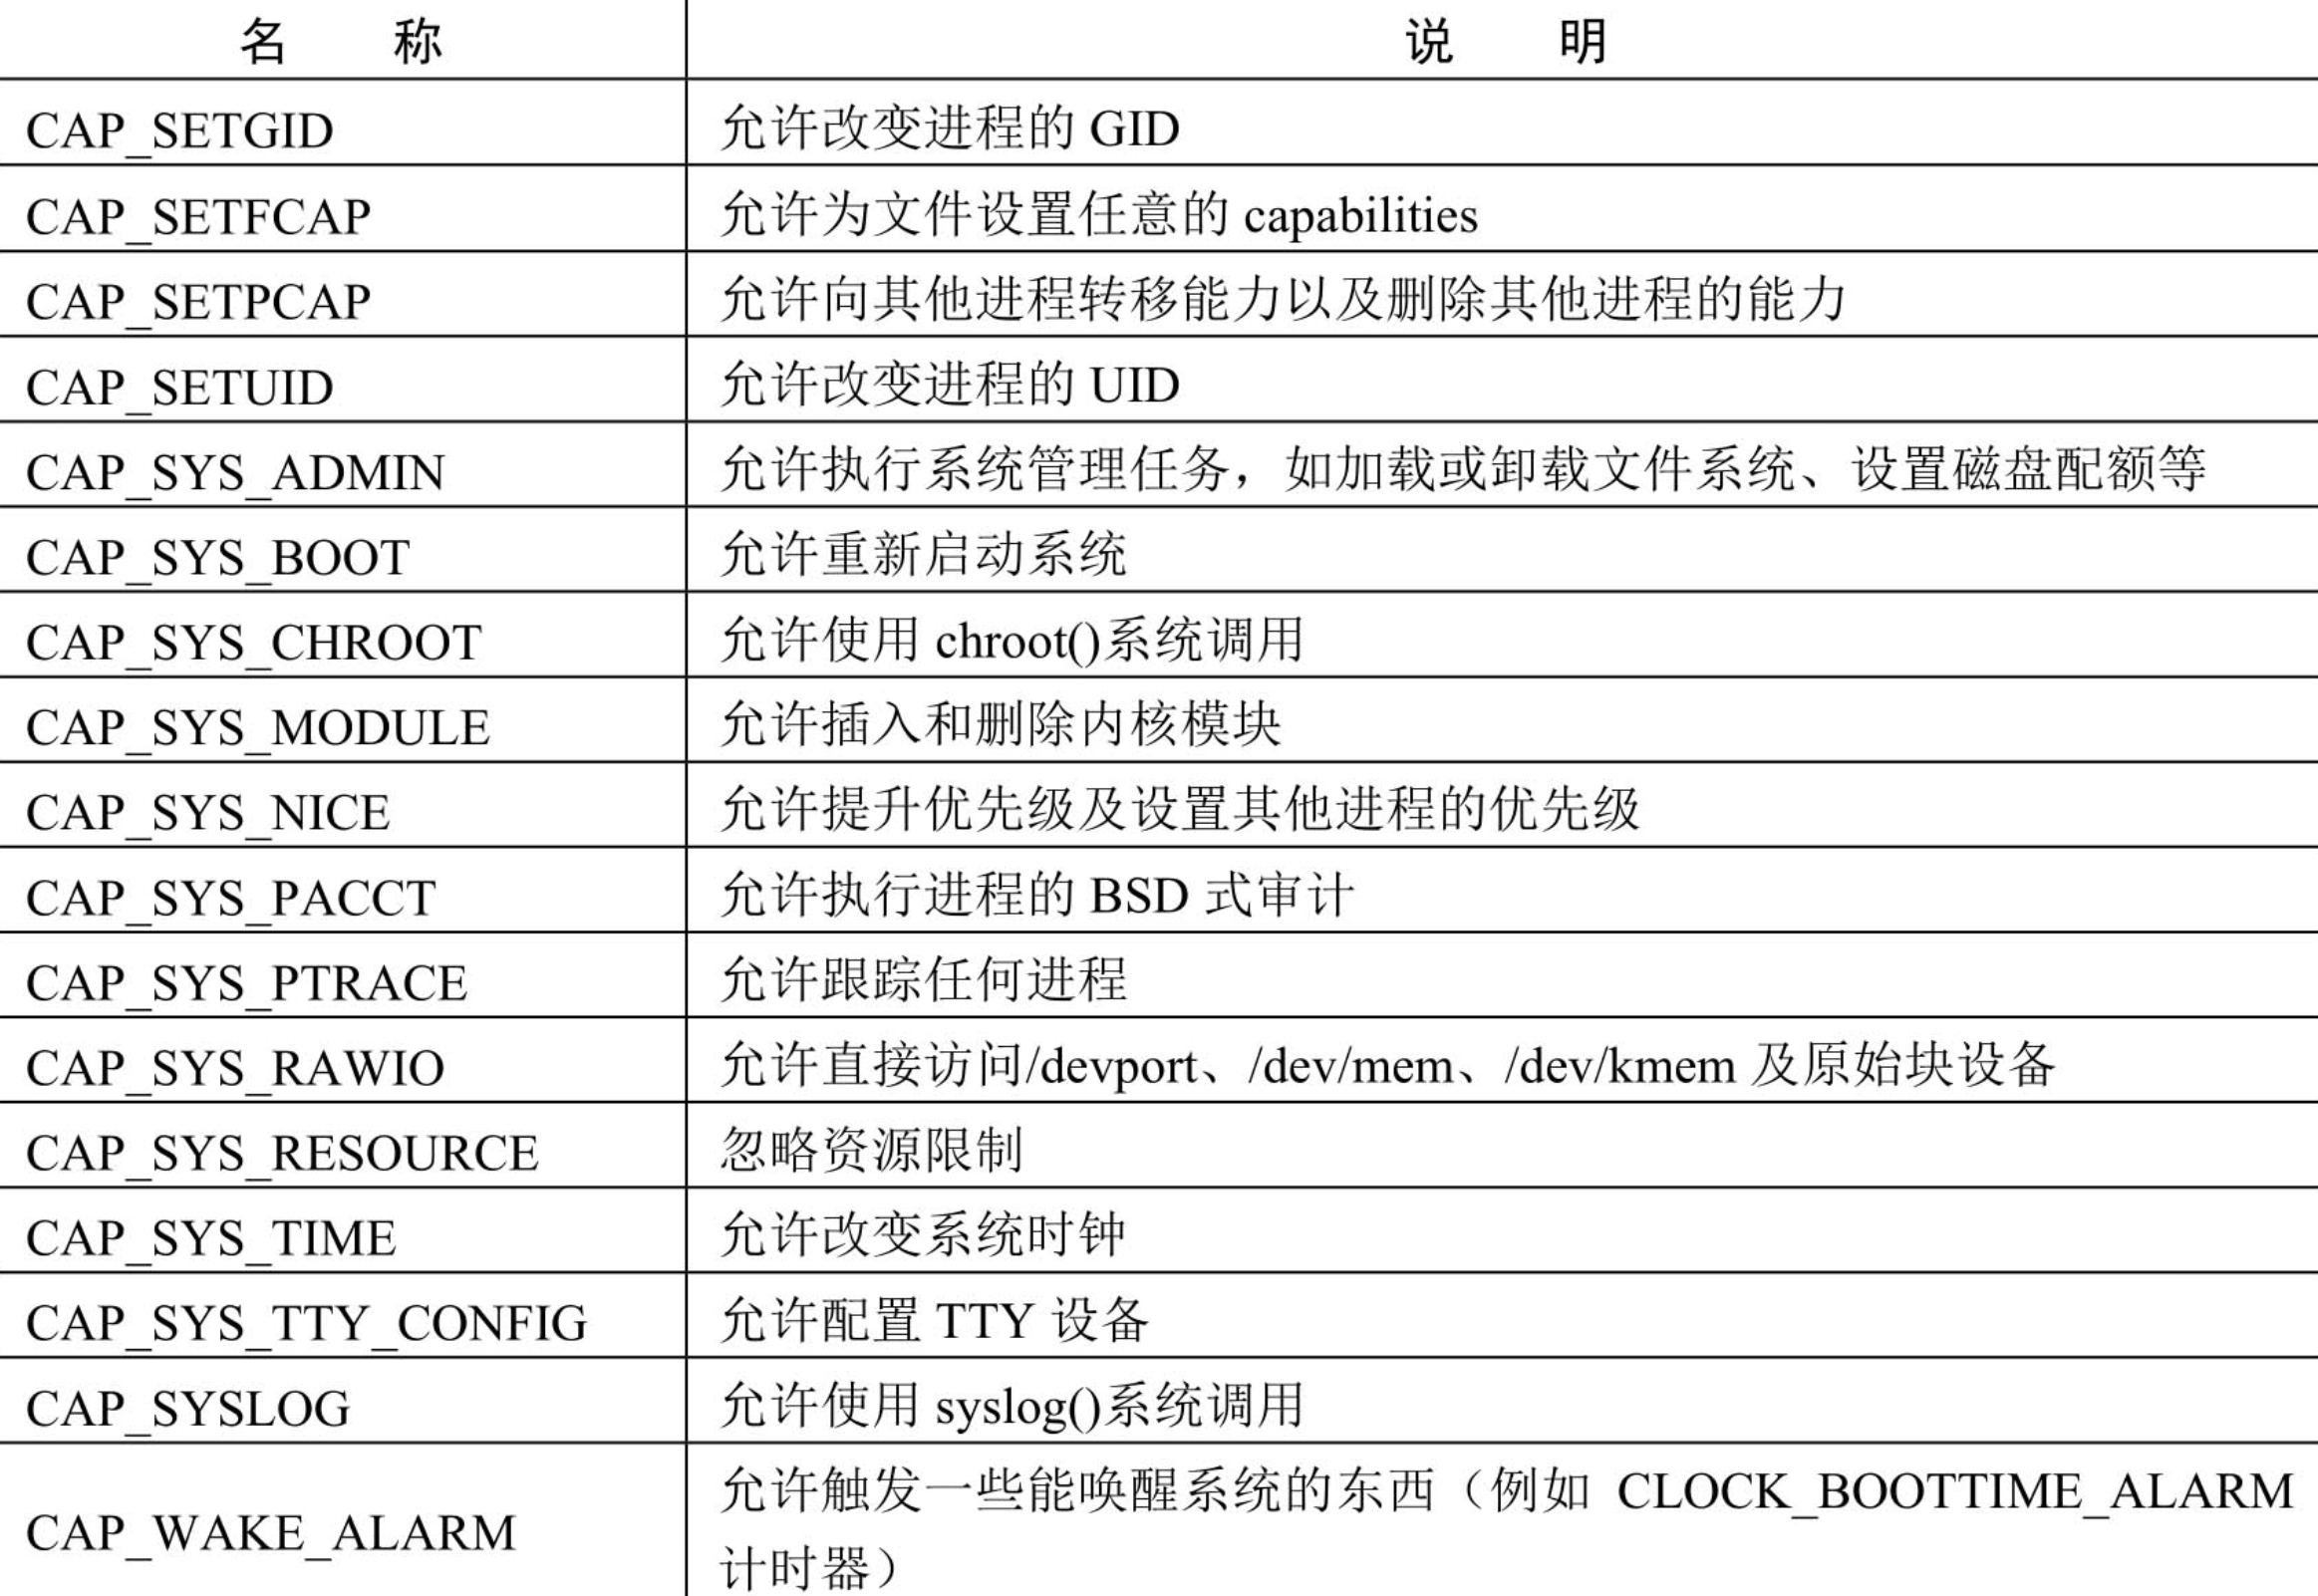 名 称 说 明
CAP_SETGID 允许改变进程的 GID
CAP_SETFCAP 允许为文件设置任意的 capabilities
CAP_SETPCAP 允许向其他进程转移能力以及删除其他进程的能力
CAP_SETUID 允许改变进程的 UID
CAP_SYS_ADMIN 允许执行系统管理任务，如加载或卸载文件系统、设置磁盘配额等
CAP_SYS_BOOT 允许重新启动系统
CAP_SYS_CHROOT 允许使用 chroot()系统调用
CAP_SYS_MODULE 允许插入和删除内核模块
CAP_SYS_NICE 允许提升优先级及设置其他进程的优先级
CAP_SYS_PACCT 允许执行进程的 BSD 式审计
CAP_SYS_PTRACE 允许跟踪任何进程
CAP_SYS_RAWIO 允许直接访问/devport、/dev/mem、/dev/kmem 及原始块设备
CAP_SYS_RESOURCE 忽略资源限制
CAP_SYS_TIME 允许改变系统时钟
CAP_SYS_TTY_CONFIG 允许配置 TTY 设备
CAP_SYSLOG 允许使用 syslog()系统调用
CAP_WAKE_ALARM 允许触发一些能唤醒系统的东西（例如 CLOCK_BOOTTIME_ALARM
计时器）